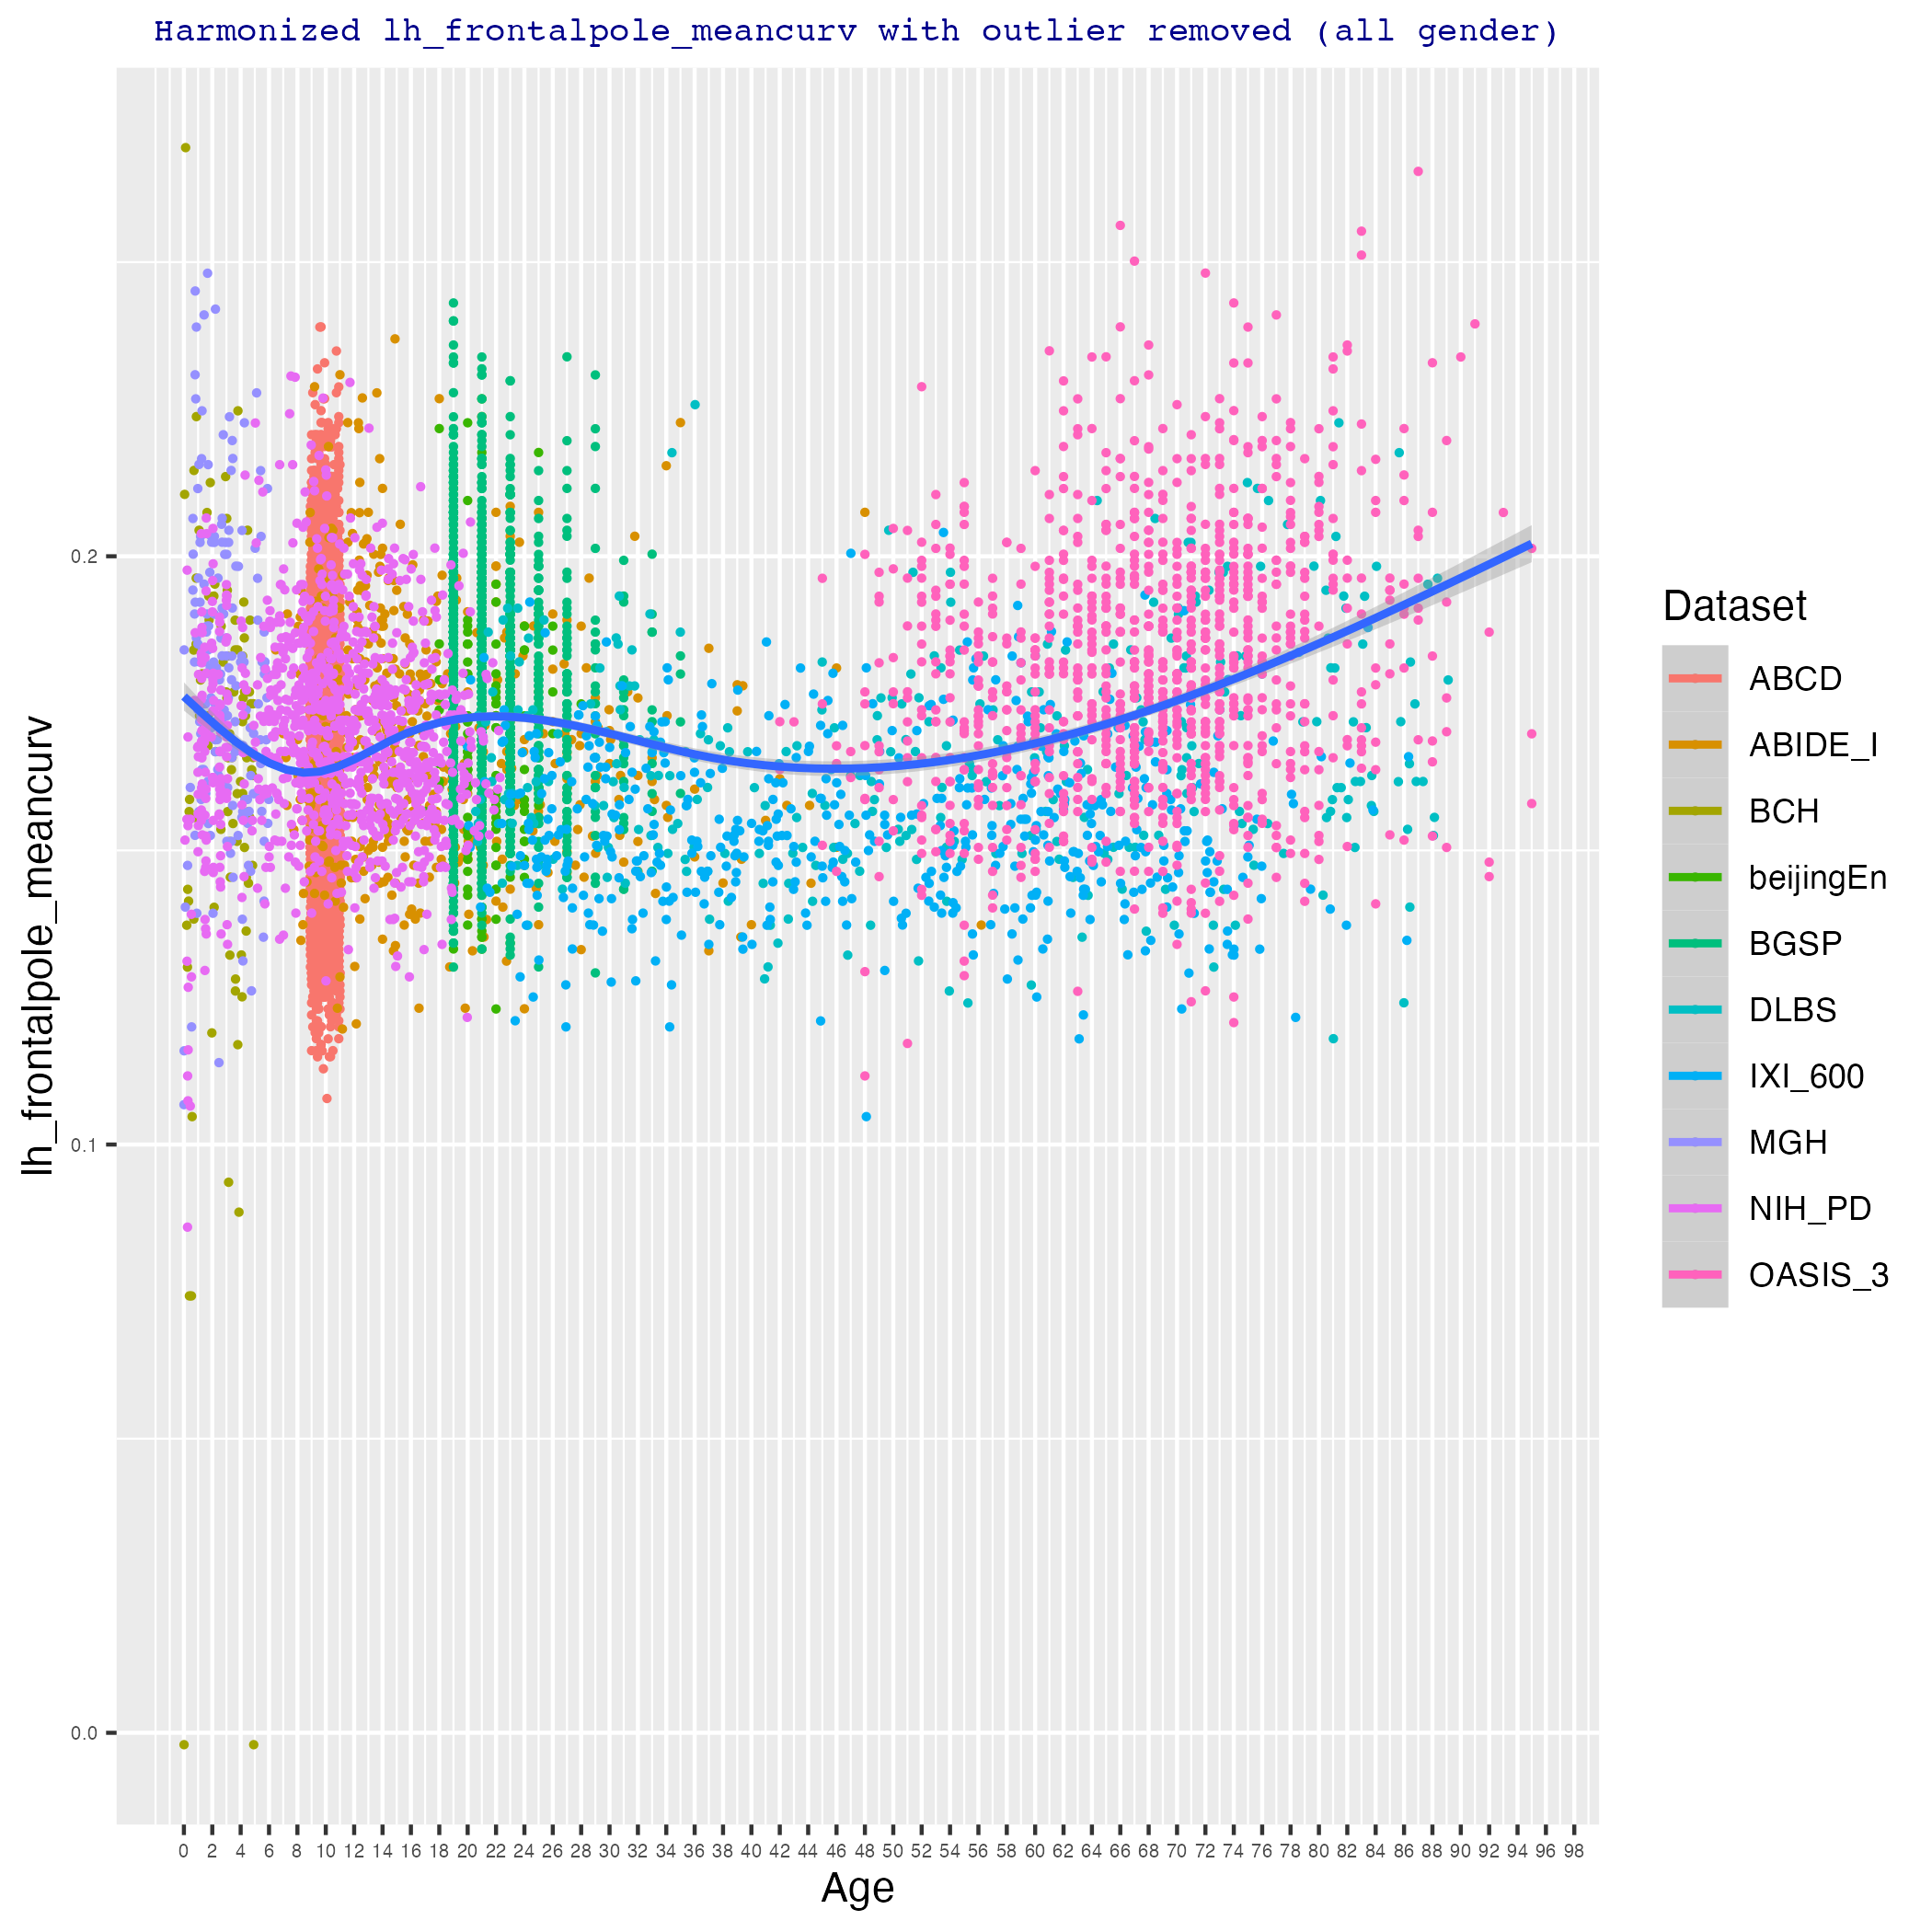 Harmonized lh_frontalpole_meancurv with outlier removed (all gender)
lh_frontalpole_meancurv
0.2
0.1
0.0
0 2 4 6 8 10 12 14 16 18 20 22 24 26 28 30 32 34 36 38 40 42 44 46 48 50 52 54 56 58 60 62 64 66 68 70 72 74 76 78 80 82 84 86 88 90 92 94 96 98
Age
Dataset
ABCD
ABIDE_I
BCH
beijingEn
BGSP
DLBS
IXI_600
MGH
NIH_PD
OASIS_3